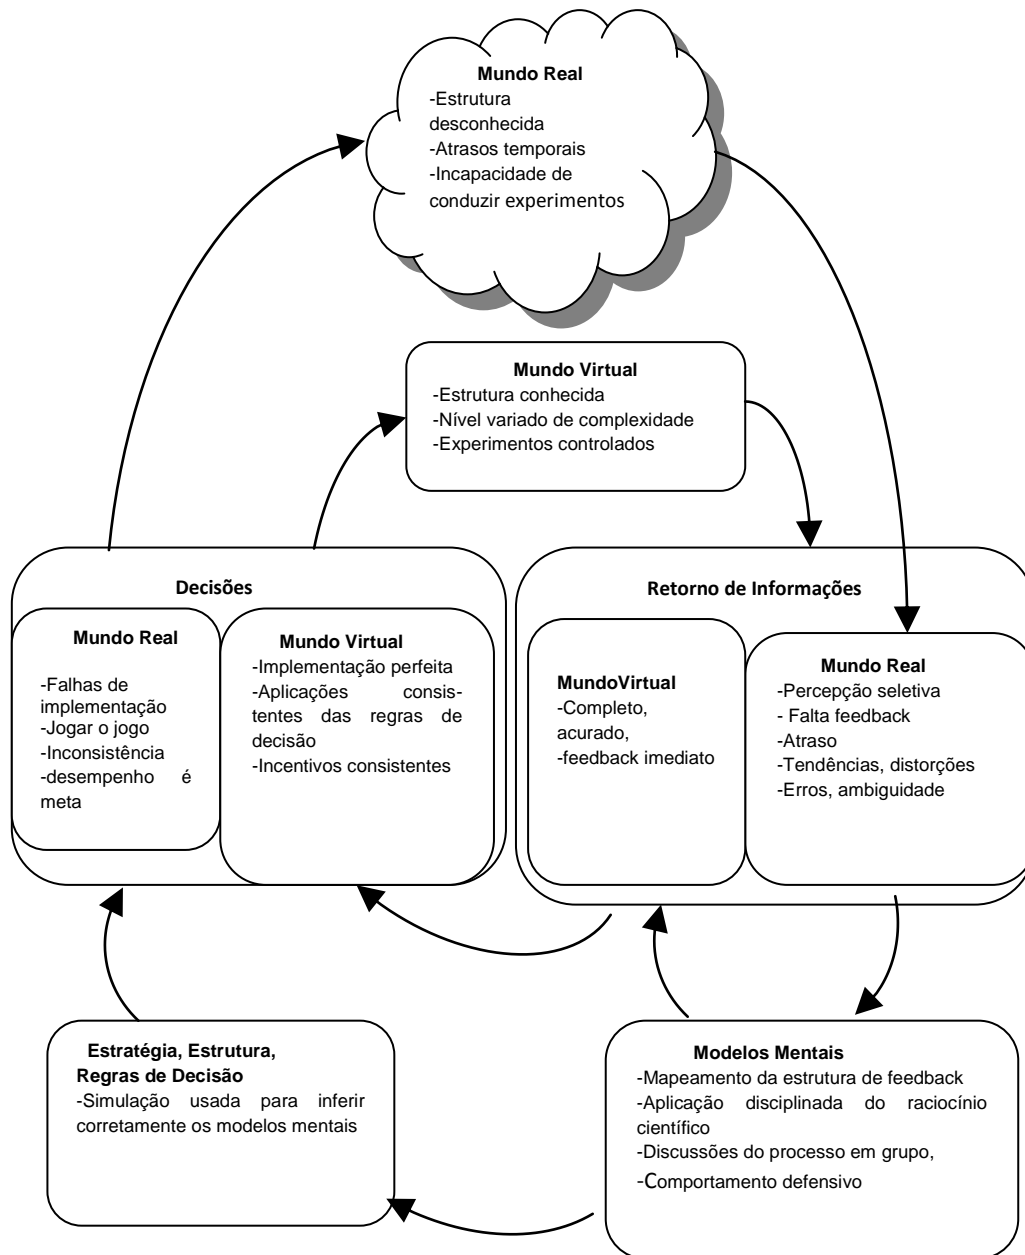 Mundo Real
-Estrutura
desconhecida
-Atrasos temporais
-Incapacidade de
conduzir experimentos
Mundo Virtual
-Estrutura conhecida
-Nível variado de complexidade
-Experimentos controlados
Decisões
Mundo Real
-Falhas de
implementação
-Jogar o jogo
-Inconsistência
-desempenho é
meta
Mundo Virtual
-Implementação perfeita
-Aplicações consis-
tentes das regras de
decisão
-Incentivos consistentes
Retorno de Informações
MundoVirtual
-Completo,
acurado,
-feedback imediato
Mundo Real
-Percepção seletiva
- Falta feedback
-Atraso
-Tendências, distorções
-Erros, ambiguidade
Estratégia, Estrutura,
Regras de Decisão
-Simulação usada para inferir
corretamente os modelos mentais
Modelos Mentais
-Mapeamento da estrutura de feedback
-Aplicação disciplinada do raciocínio
científico
-Discussões do processo em grupo,
-Comportamento defensivo